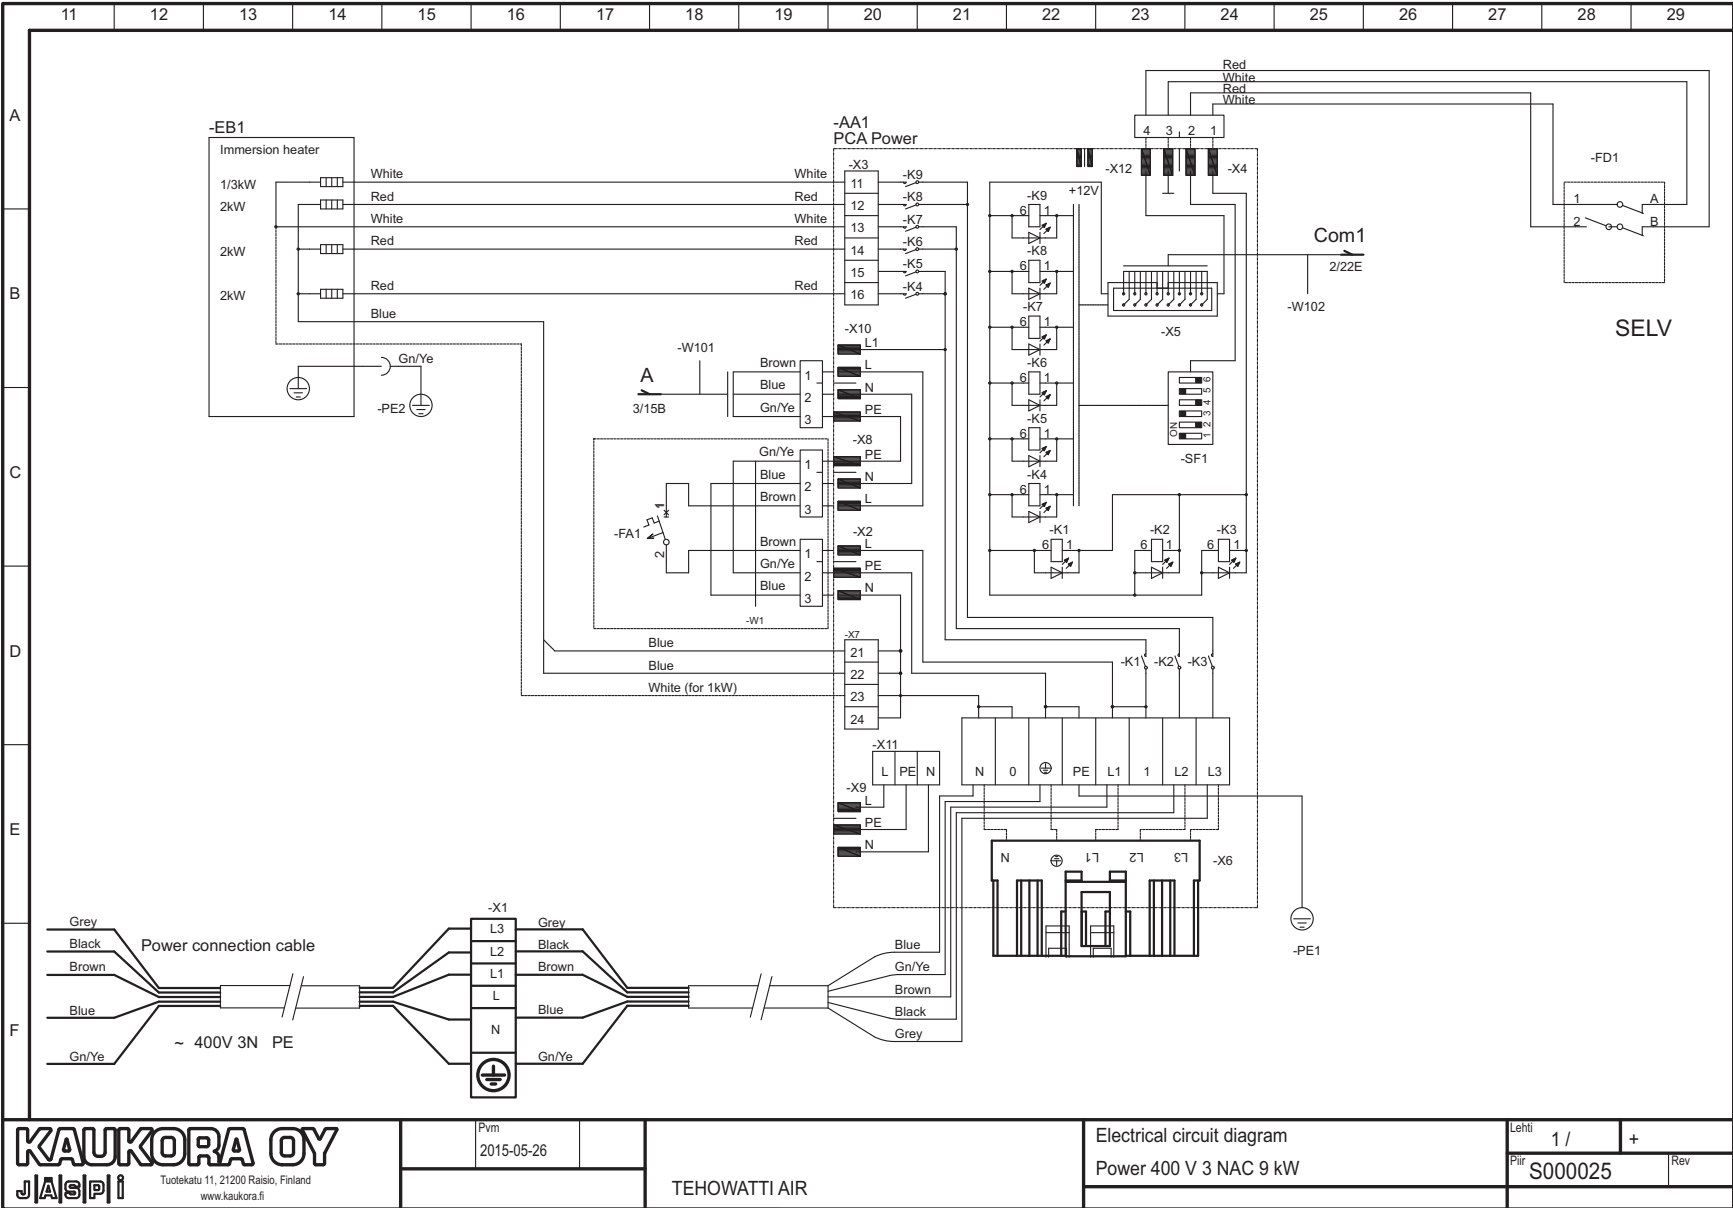 11 12 13 14 15 16 17 18 19 20 21 22 23 24 25 26 27 28 29
A
B
C
D
E
F
-EB1
Immersion heater
1/3kW
2kW
2kW
2kW
White
Red
White
Red
Red
Blue
Gn/Ye
-PE2
White
Red
White
Red
Red
-AA1
PCA Power
-X3
11
12
13
14
15
16
-K9
-K8
-K7
-K6
-K5
-K4
-X10
L1
L
N
PE
-W101
A
3/15B
Brown
Blue
Gn/Ye
1
2
3
-X8
PE
N
L
Gn/Ye
Blue
Brown
1
2
3
-FA1
1
2
-X2
L
PE
N
Brown
Gn/Ye
Blue
1
2
3
-W1
-X7
21
22
23
24
Blue
Blue
White (for 1kW)
-X11
L PE N
-X9
L
PE
N
+12V
-K9
6 1
-K8
6 1
-K7
6 1
-K6
6 1
-K5
6 1
-K4
6 1
-K1
6 1
-K2
6 1
-K3
6 1
Red
White
Red
White
4 3 2 1
-X12
-X4
-X5
Com1
2/22E
-W102
ON
1 2 3 4 5 6
-SF1
-FD1
1
2
A
B
SELV
-K1
-K2
-K3
N 0 PE L1 1 L2 L3
N L1 L2 L3
-X6
-PE1
Grey
Black
Brown
Blue
Gn/Ye
Power connection cable
~ 400V 3N PE
-X1
L3
L2
L1
L
N
Grey
Black
Brown
Blue
Gn/Ye
Blue
Gn/Ye
Brown
Black
Grey
KAUKORA OY
JÄSPI
Tuotekatu 11, 21200 Raisio, Finland
www.kaukora.fi
Pvm
2015-05-26
TEHOWATTI AIR
Electrical circuit diagram
Power 400 V 3 NAC 9 kW
Lehti
1 /
+
Piir
S000025
Rev